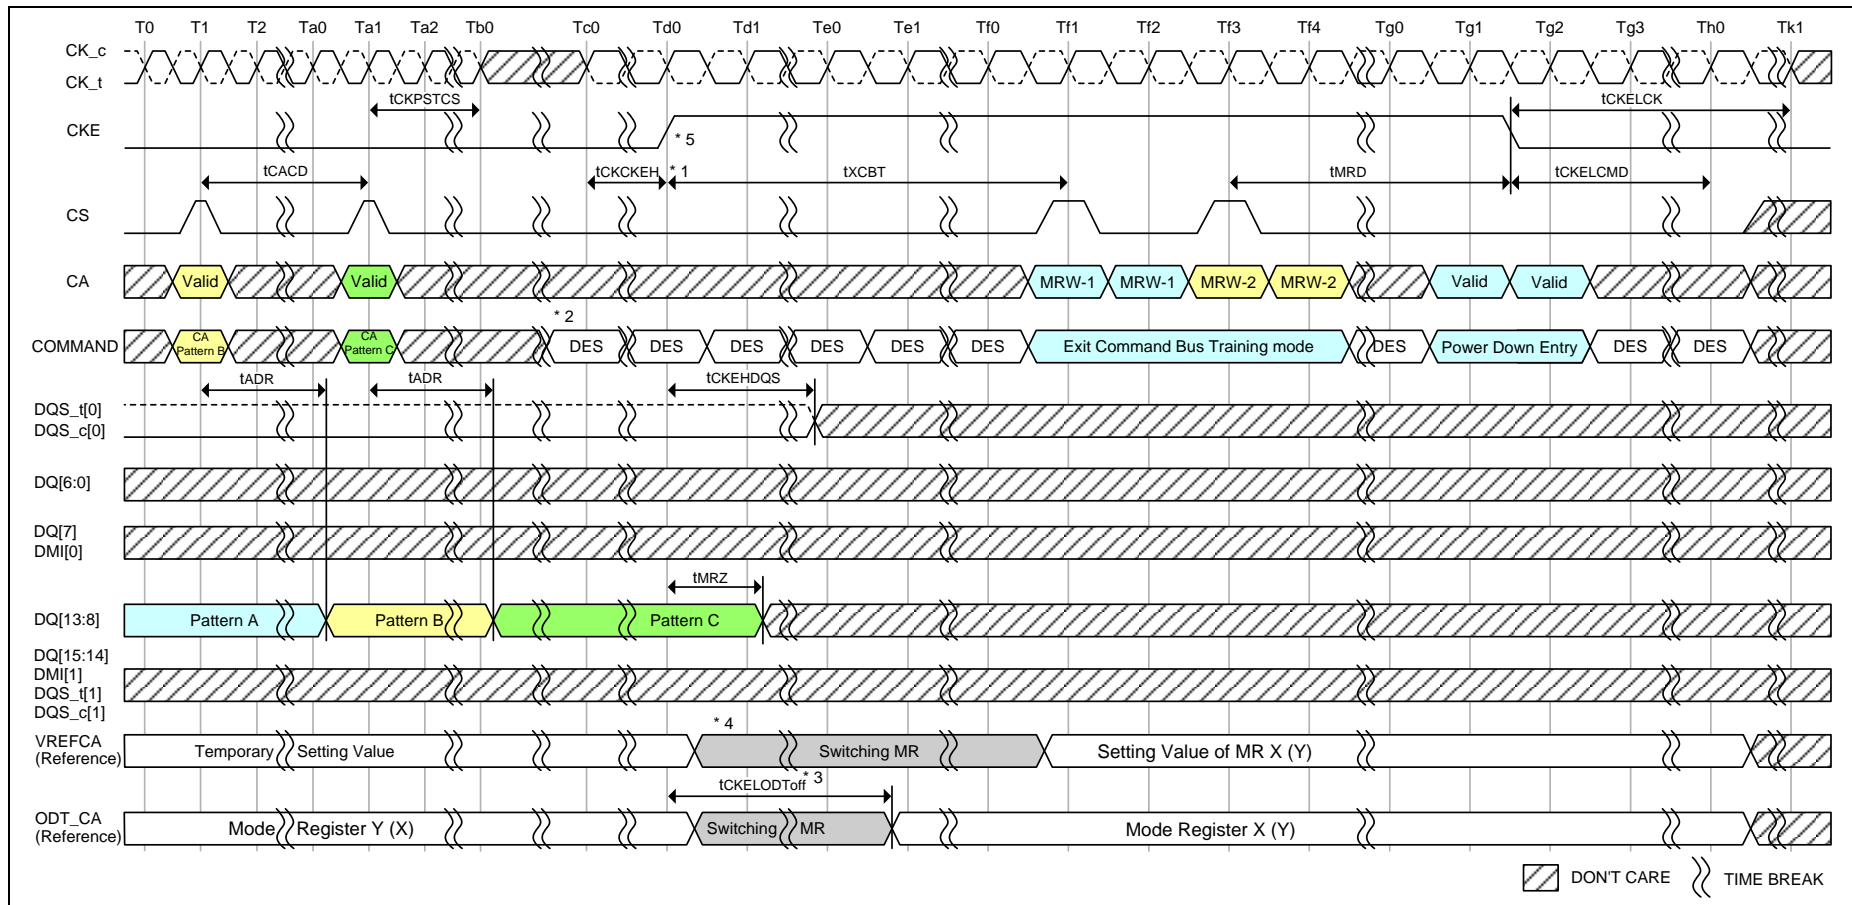 T0 T1 T2 Ta0 Ta1 Ta2 Tb0 Tc0 Td0 Td1 Te0 Te1 Tf0 Tf1 Tf2 Tf3 Tf4 Tg0 Tg1 Tg2 Tg3 Th0 Tk1
CK_c
CK_t
tCKPSTCS tCKELCK
CKE * 5
tCACD tCKCKEH * 1 tXCBT tMRD tCKELCMD
CS
CA Valid Valid MRW-1 MRW-1 MRW-2 MRW-2 Valid Valid
* 2
COMMAND CA Pattern B CA Pattern C DES DES DES DES DES DES Exit Command Bus Training mode DES Power Down Entry DES DES
tADR tADR tCKEHDQS
DQS_t[0]
DQS_c[0]
DQ[6:0]
DQ[7]
DMI[0]
tMRZ
DQ[13:8] Pattern A Pattern B Pattern C
DQ[15:14]
DMI[1]
DQS_t[1]
DQS_c[1]
* 4
VREFCA
(Reference) Temporary Setting Value Switching MR Setting Value of MR X (Y)
tCKELODToff * 3
ODT_CA
(Reference) Mode Register Y (X) Switching MR Mode Register X (Y)
DON'T CARE TIME BREAK